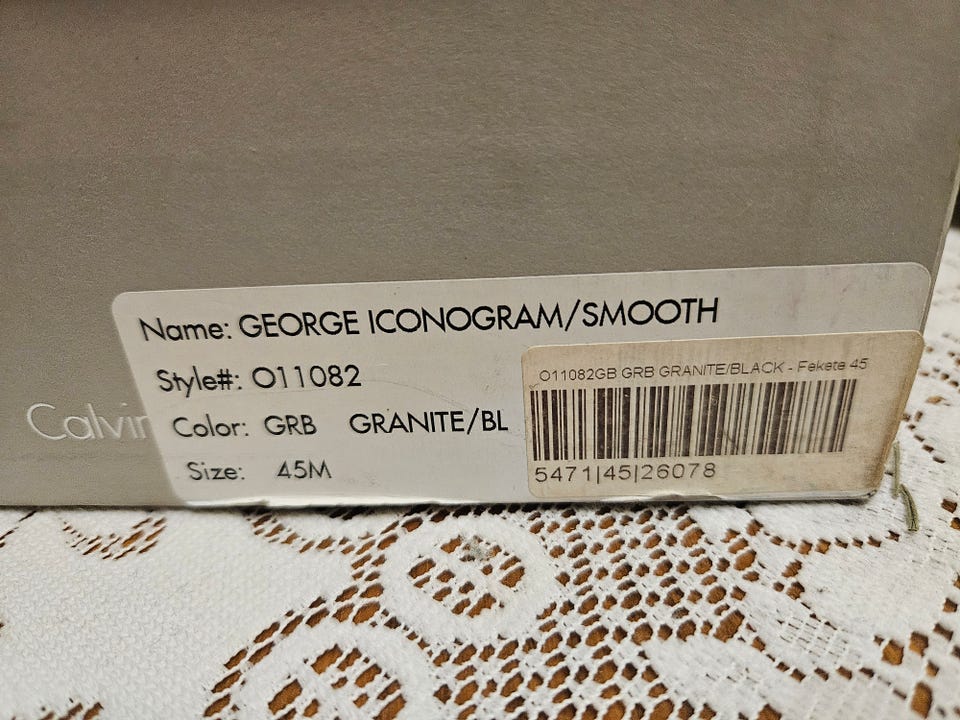 Name: GEORGE ICONOGRAM/SMOOTH
Style#: O11082
Color: GRB GRANITE/BL
Size: 45M
Calvin
O11082GB GRB GRANITE/BLACK - Fekete 45
5471|45|26078